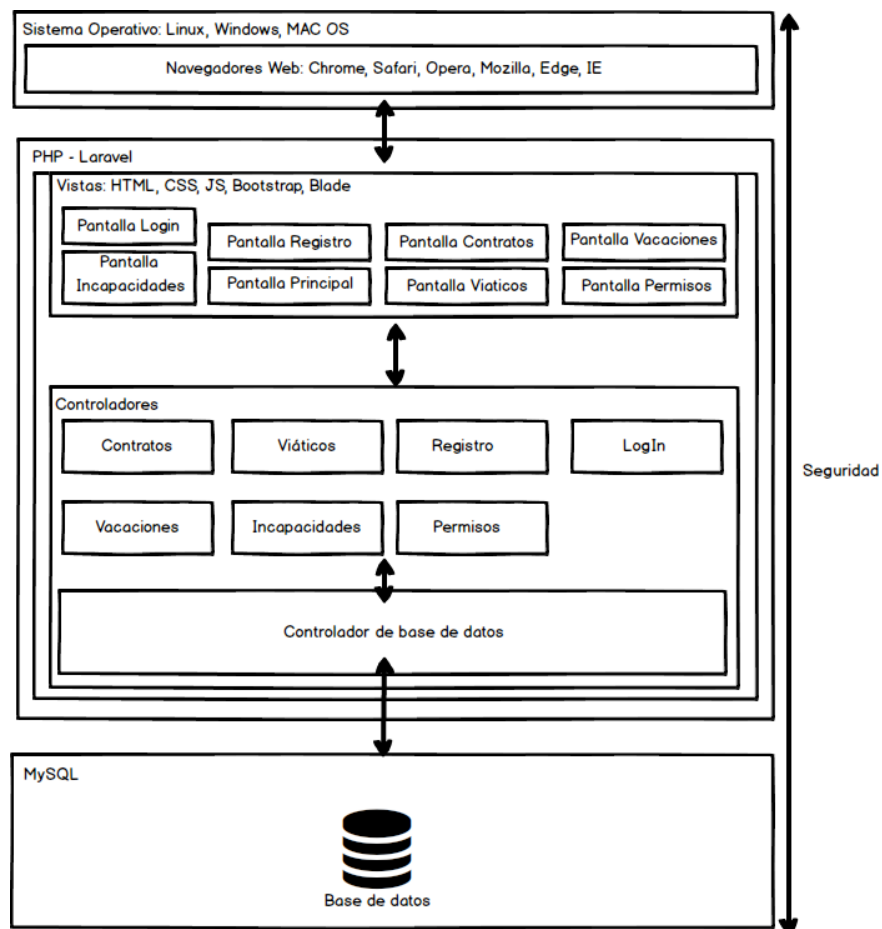 Sistema Operativo: Linux, Windows, MAC OS
Navegadores Web: Chrome, Safari, Opera, Mozilla, Edge, IE
PHP - Laravel
Vistas: HTML, CSS, JS, Bootstrap, Blade
Pantalla Login
Pantalla Registro
Pantalla Contratos
Pantalla Vacaciones
Pantalla
Incapacidades
Pantalla Principal
Pantalla Viaticos
Pantalla Permisos
Controladores
Contratos
Viáticos
Registro
LogIn
Vacaciones
Incapacidades
Permisos
Controlador de base de datos
Seguridad
MySQL
Base de datos